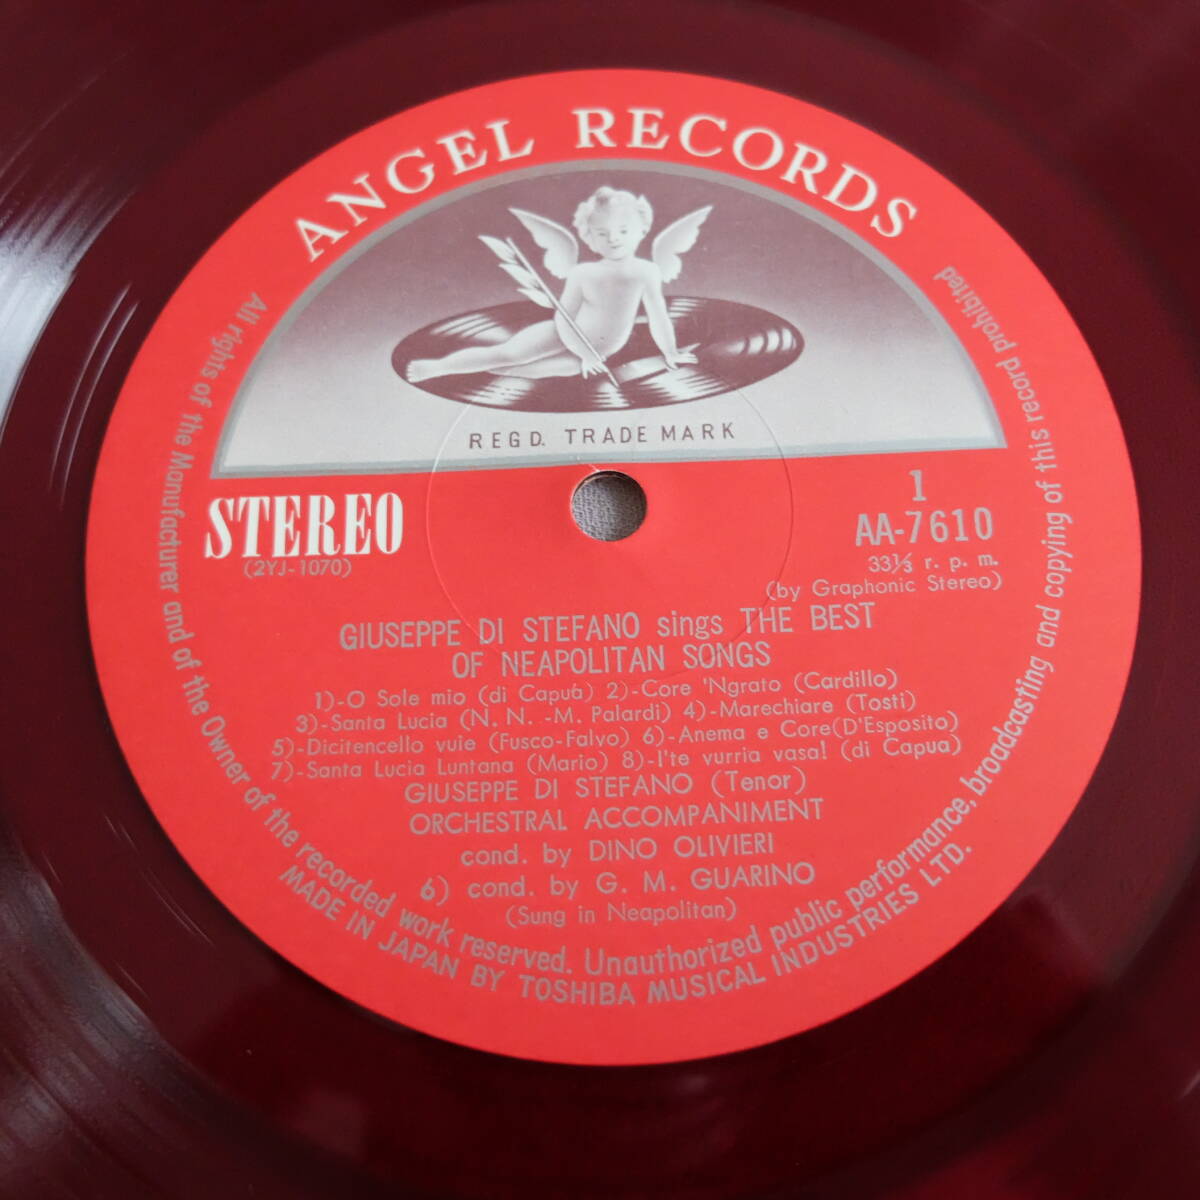 ANGEL RECORDS
REGD. TRADE MARK
STEREO
(2YJ-1070)
1
AA-7610
33⅓ r. p. m.
(by Graphonic Stereo)
GIUSEPPE DI STEFANO sings THE BEST
OF NEAPOLITAN SONGS
1)-O Sole mio (di Capuá) 2)-Core 'Ngrato (Cardillo)
3)-Santa Lucia (N. N. -M. Palardi) 4)-Marechiare (Tosti)
5)-Dicitencello vuie (Fusco-Falvo) 6)-Anema e Core(D'Esposito)
7)-Santa Lucia Luntana (Mario) 8)-I'te vurria vasa! (di Capua)
GIUSEPPE DI STEFANO (Tenor)
ORCHESTRAL ACCOMPANIMENT
cond. by DINO OLIVIERI
6) cond. by G. M. GUARINO
(Sung in Neapolitan)
All rights of the Manufacturer and of the Owner of the recorded work reserved. Unauthorized public performance, broadcasting and copying of this record prohibited
MADE IN JAPAN BY TOSHIBA MUSICAL INDUSTRIES LTD.